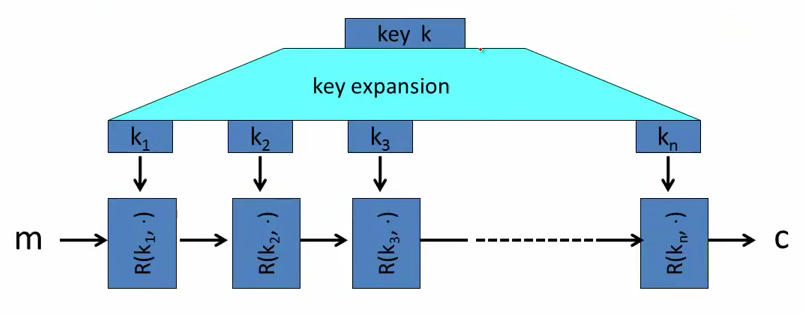 key k
key expansion
k₁ k₂ k₃ kₙ
m R(k₁, ·) R(k₂, ·) R(k₃, ·) R(kₙ, ·) c